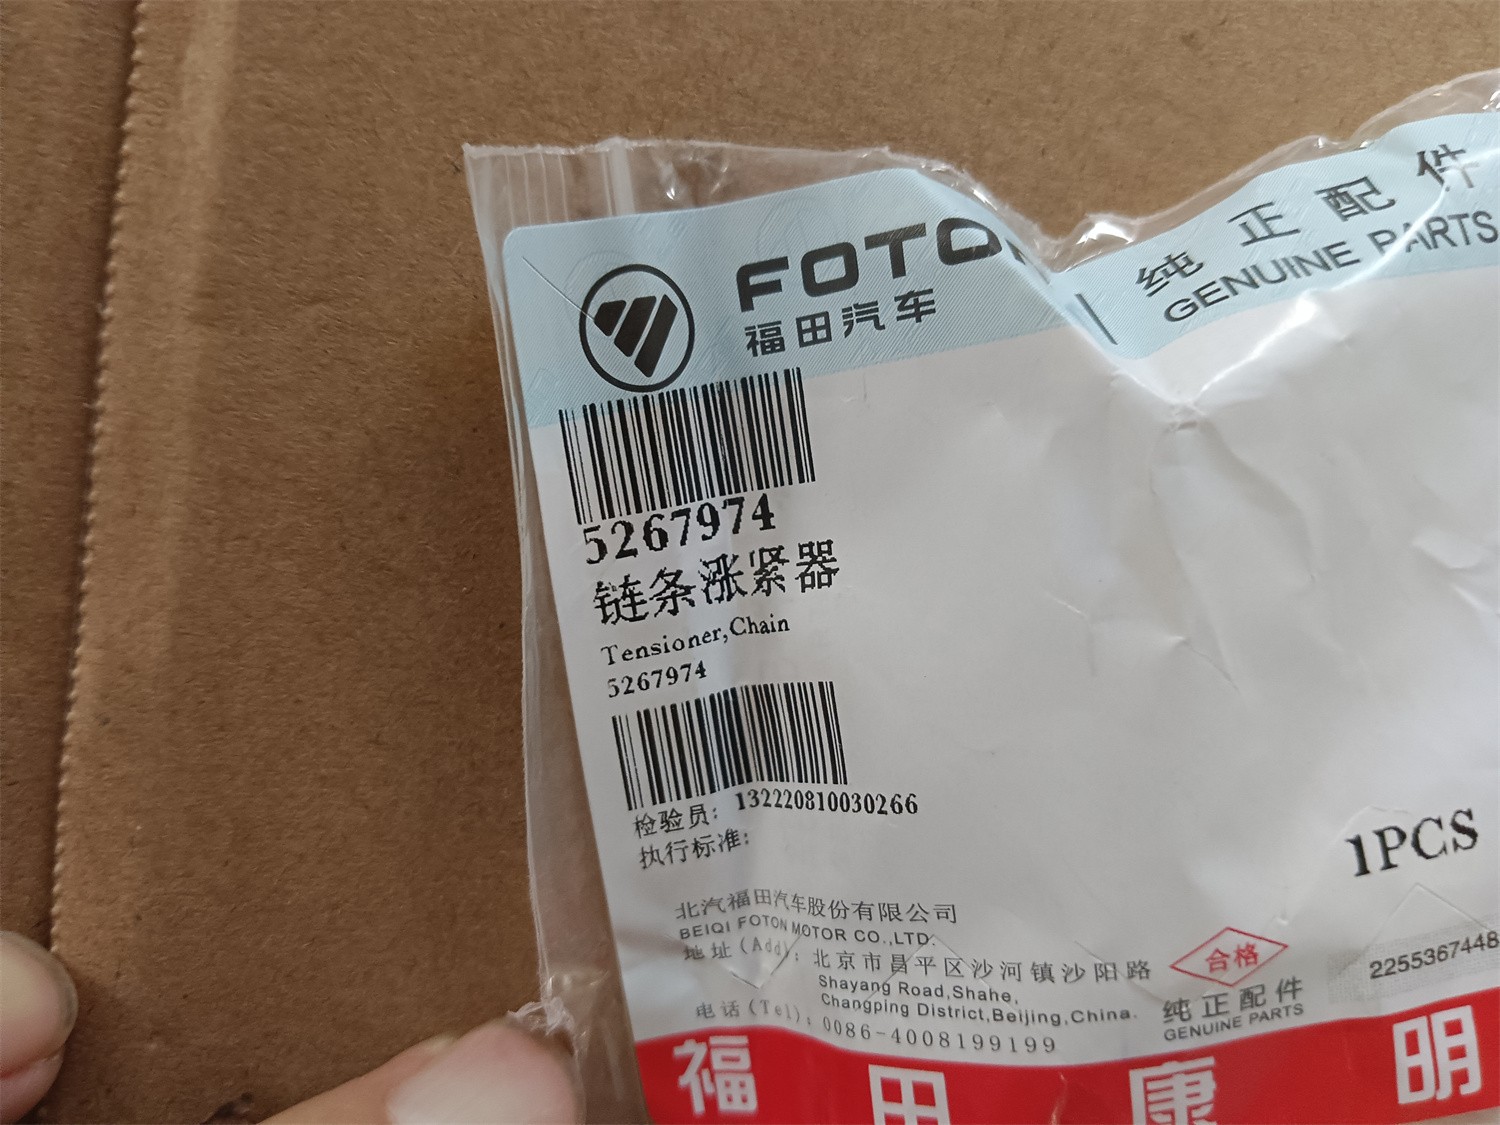 FOTON
福田汽车
纯正配件
GENUINE PARTS
5267974
链条涨紧器
Tensioner,Chain
5267974
检验员: 132220810030266
执行标准:
1PCS
北汽福田汽车股份有限公司
BEIQI FOTON MOTOR CO.,LTD.
地址(Add): 北京市昌平区沙河镇沙阳路
Shayang Road,Shahe,
Changping District,Beijing,China.
电话(Tel): 0086-4008199199
合格
纯正配件
GENUINE PARTS
2255367448
福田康明